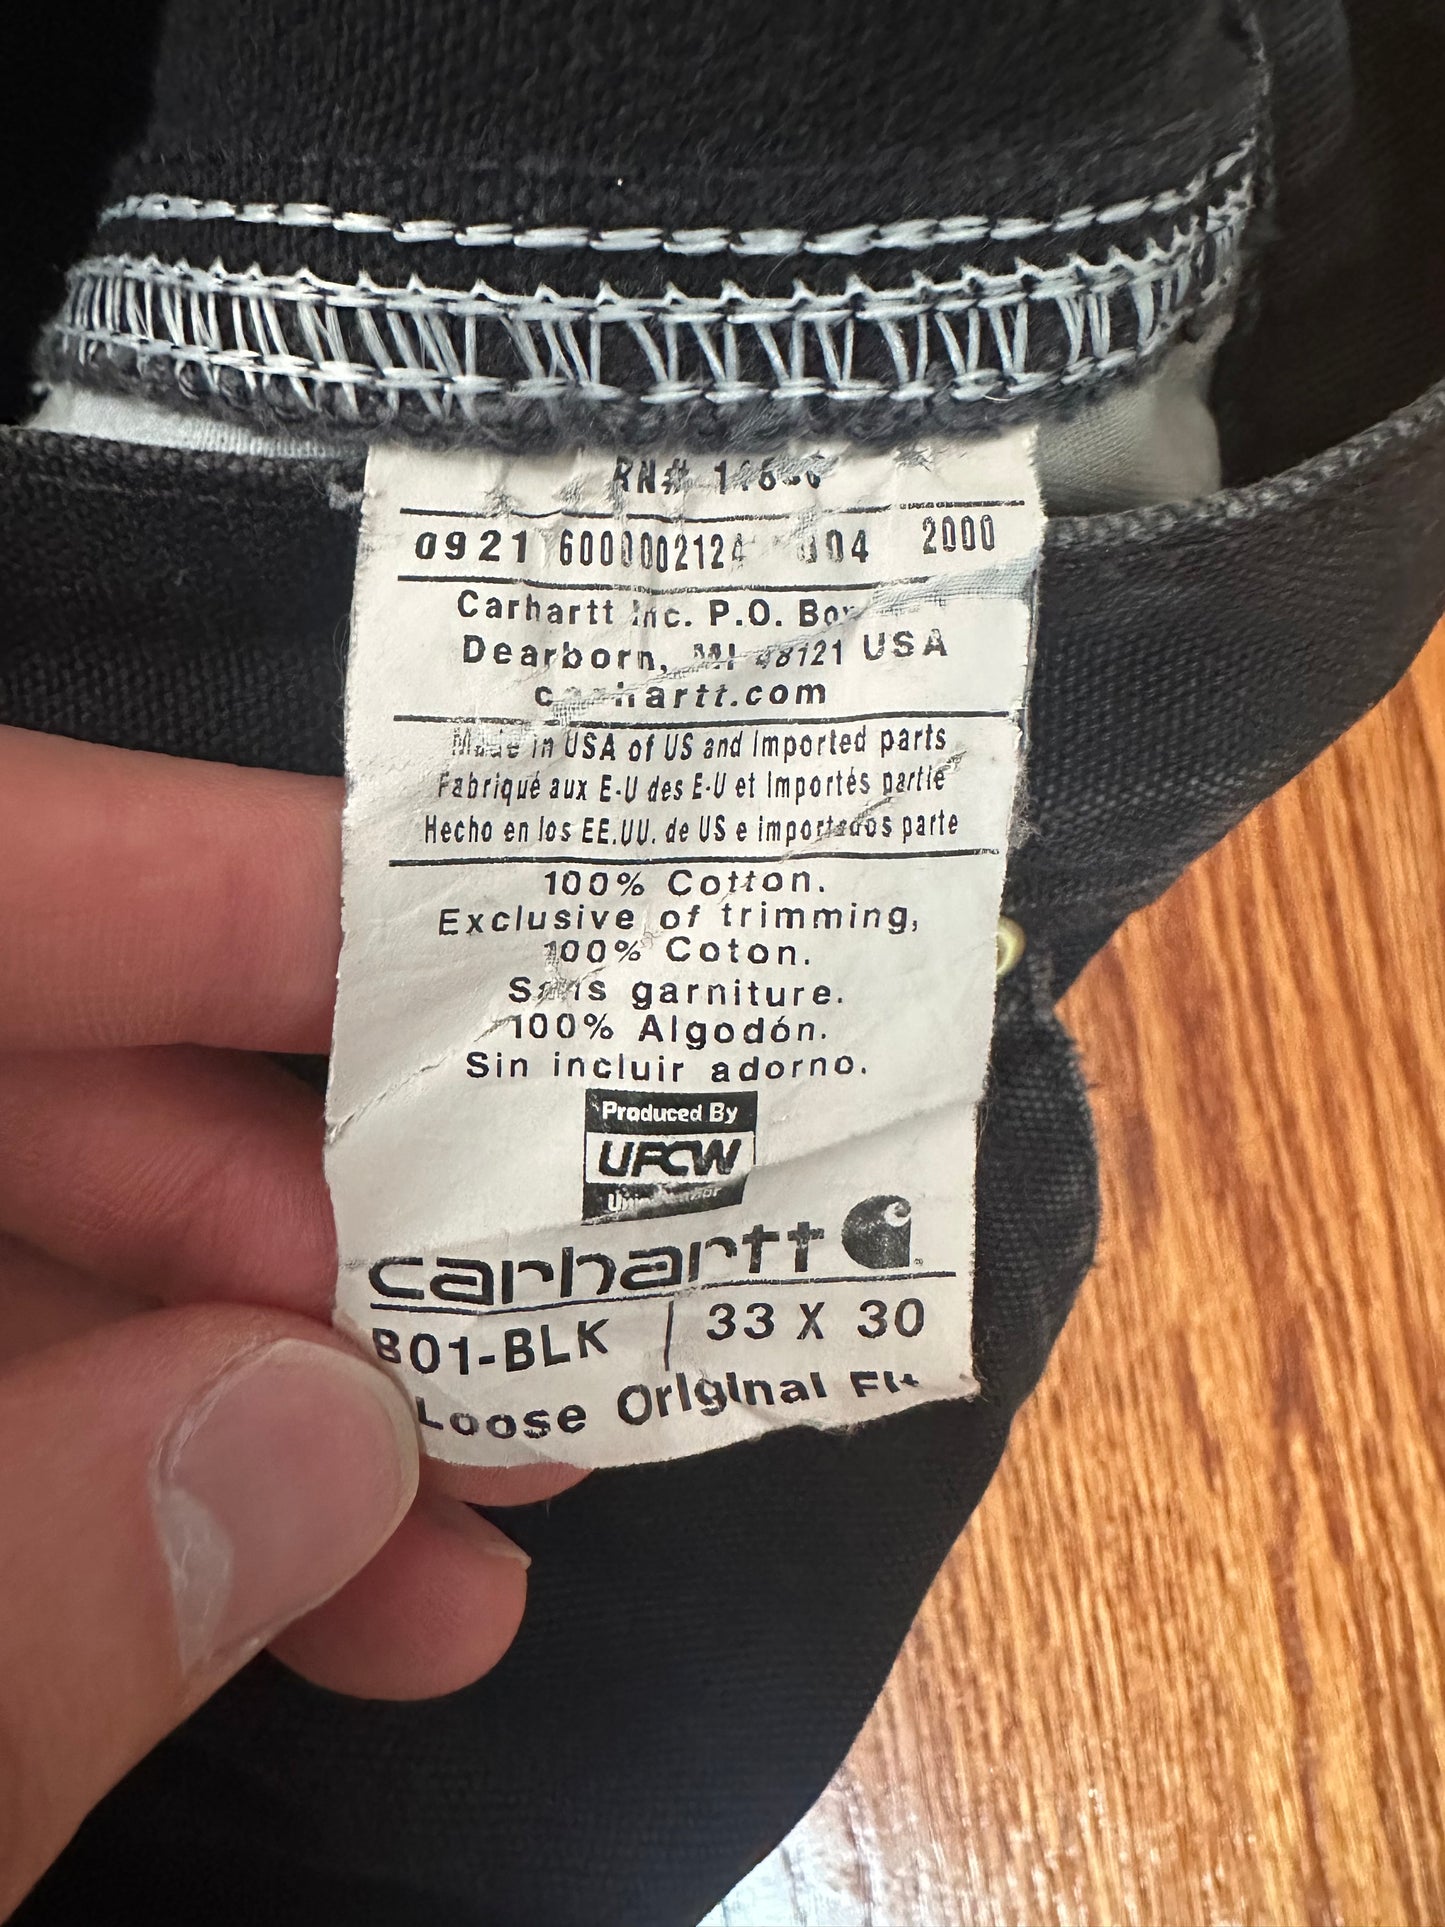 RN#
0921 2000
Carhartt Inc. P.O. Box
Dearborn, MI 48121 USA
carhartt.com
Made in USA of US and Imported parts
Fabriqué aux E-U des E-U et Importés partie
Hecho en los EE.UU. de US e importados parte
100% Cotton.
Exclusive of trimming,
100% Coton.
Sans garniture.
100% Algodón.
Sin incluir adorno.
Produced By
UFCW
carhartt
B01-BLK | 33 X 30
Loose Original Fit